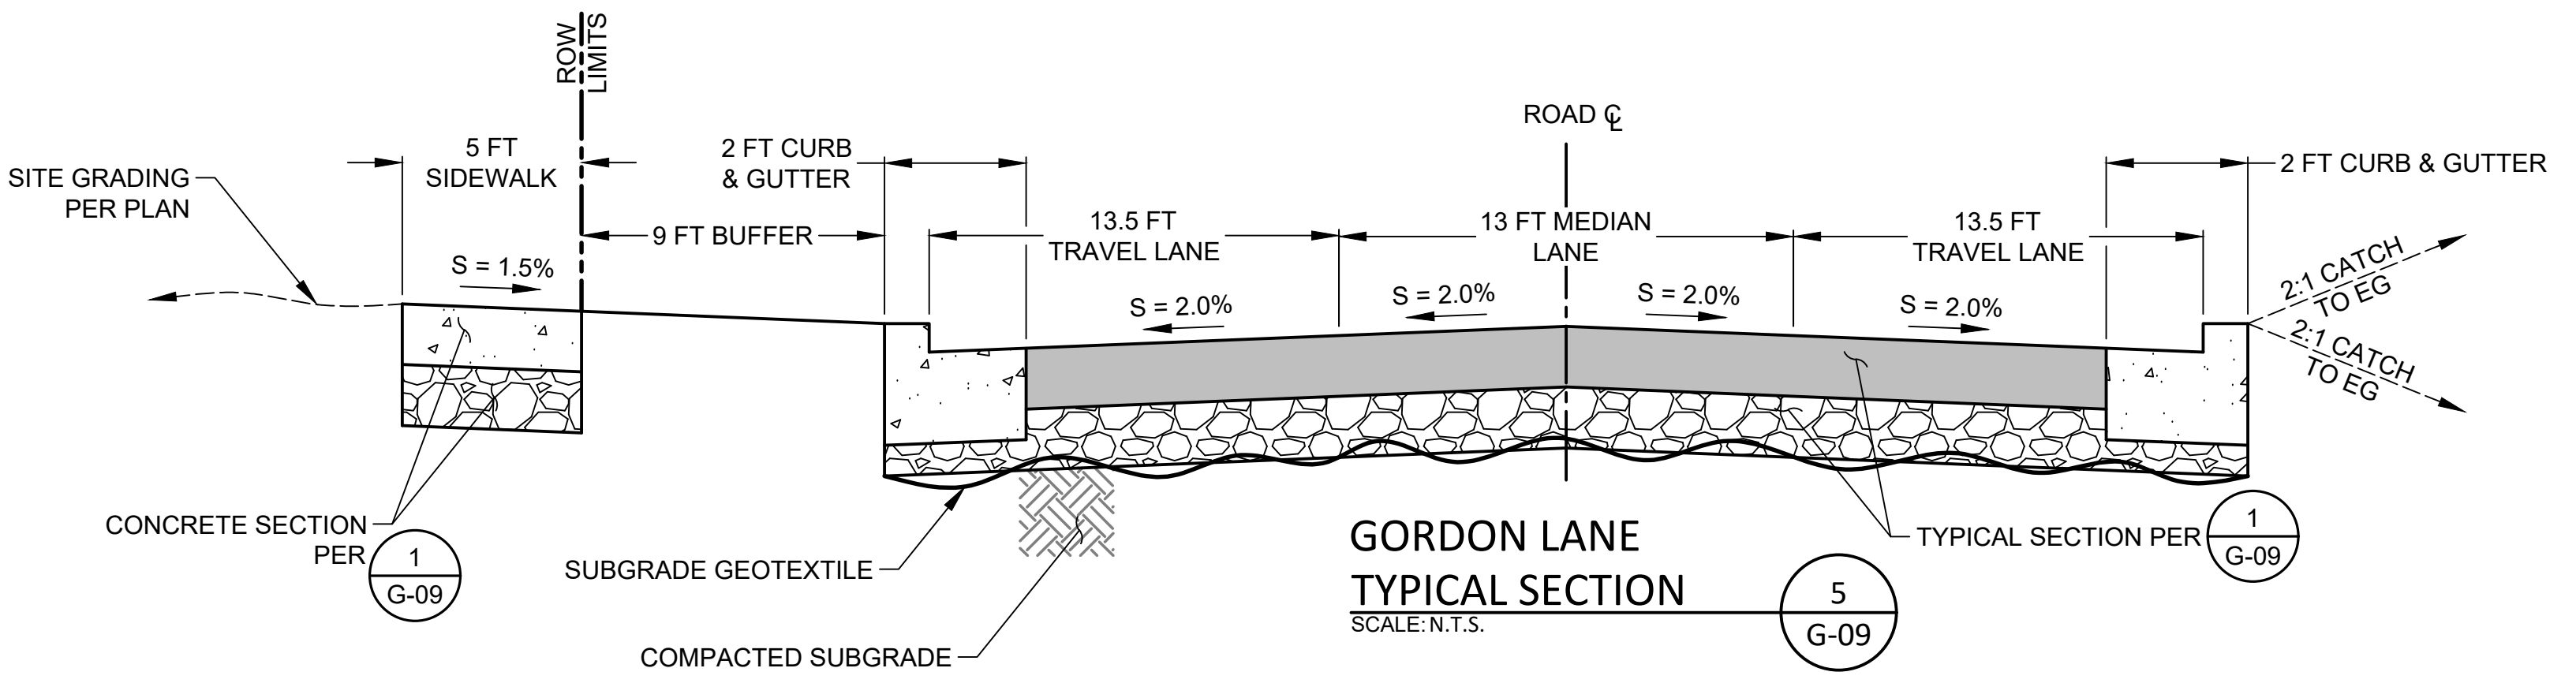 ROW
LIMITS
ROAD ℄
5 FT
SIDEWALK
2 FT CURB
& GUTTER
2 FT CURB & GUTTER
SITE GRADING
PER PLAN
9 FT BUFFER
13.5 FT
TRAVEL LANE
13 FT MEDIAN
LANE
13.5 FT
TRAVEL LANE
S = 1.5%
S = 2.0%
S = 2.0%
S = 2.0%
S = 2.0%
2:1 CATCH
TO EG
2:1 CATCH
TO EG
CONCRETE SECTION
PER
1
G-09
SUBGRADE GEOTEXTILE
COMPACTED SUBGRADE
TYPICAL SECTION PER
1
G-09
GORDON LANE
TYPICAL SECTION
SCALE: N.T.S.
5
G-09